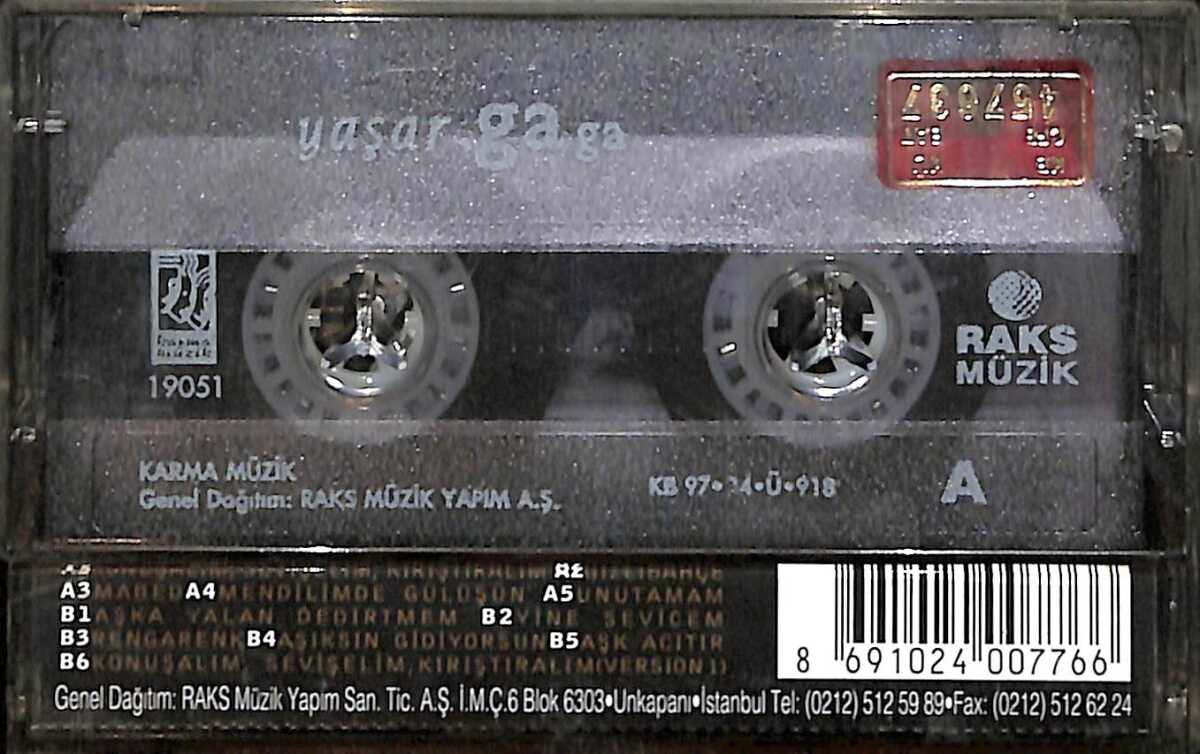 yaşar ga.ga
457637
19051
RAKS
MÜZİK
KARMA MÜZİK
Genel Dağıtım: RAKS MÜZİK YAPIM A.Ş.
KB 97• •Ü•918
A
KIRIŞTIRALIM A2
A3 MABED A4 MENDİLİMDE GÜLÜŞÜN A5 UNUTAMAM
B1 AŞKA YALAN DEDİRTMEM B2 YİNE SEVİCEM
B3 RENGARENK B4 AŞIKSIN GİDİYORSUN B5 AŞK ACITIR
B6 KONUŞALIM, SEVİŞELİM, KIRIŞTIRALIM(VERSION 1)
8 691024 007766
Genel Dağıtım: RAKS Müzik Yapım San. Tic. A.Ş. İ.M.Ç.6 Blok 6303•Unkapanı•İstanbul Tel: (0212) 512 59 89•Fax: (0212) 512 62 24